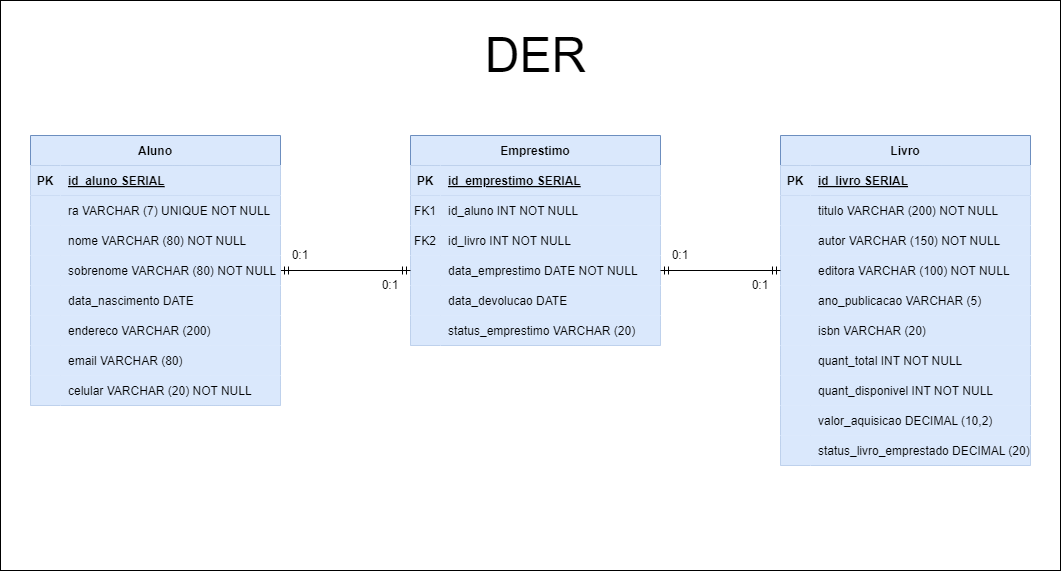 DER
Aluno
PK id_aluno SERIAL
ra VARCHAR (7) UNIQUE NOT NULL
nome VARCHAR (80) NOT NULL
sobrenome VARCHAR (80) NOT NULL
data_nascimento DATE
endereco VARCHAR (200)
email VARCHAR (80)
celular VARCHAR (20) NOT NULL
0:1
0:1
Emprestimo
PK id_emprestimo SERIAL
FK1 id_aluno INT NOT NULL
FK2 id_livro INT NOT NULL
data_emprestimo DATE NOT NULL
data_devolucao DATE
status_emprestimo VARCHAR (20)
0:1
0:1
Livro
PK id_livro SERIAL
titulo VARCHAR (200) NOT NULL
autor VARCHAR (150) NOT NULL
editora VARCHAR (100) NOT NULL
ano_publicacao VARCHAR (5)
isbn VARCHAR (20)
quant_total INT NOT NULL
quant_disponivel INT NOT NULL
valor_aquisicao DECIMAL (10,2)
status_livro_emprestado DECIMAL (20)